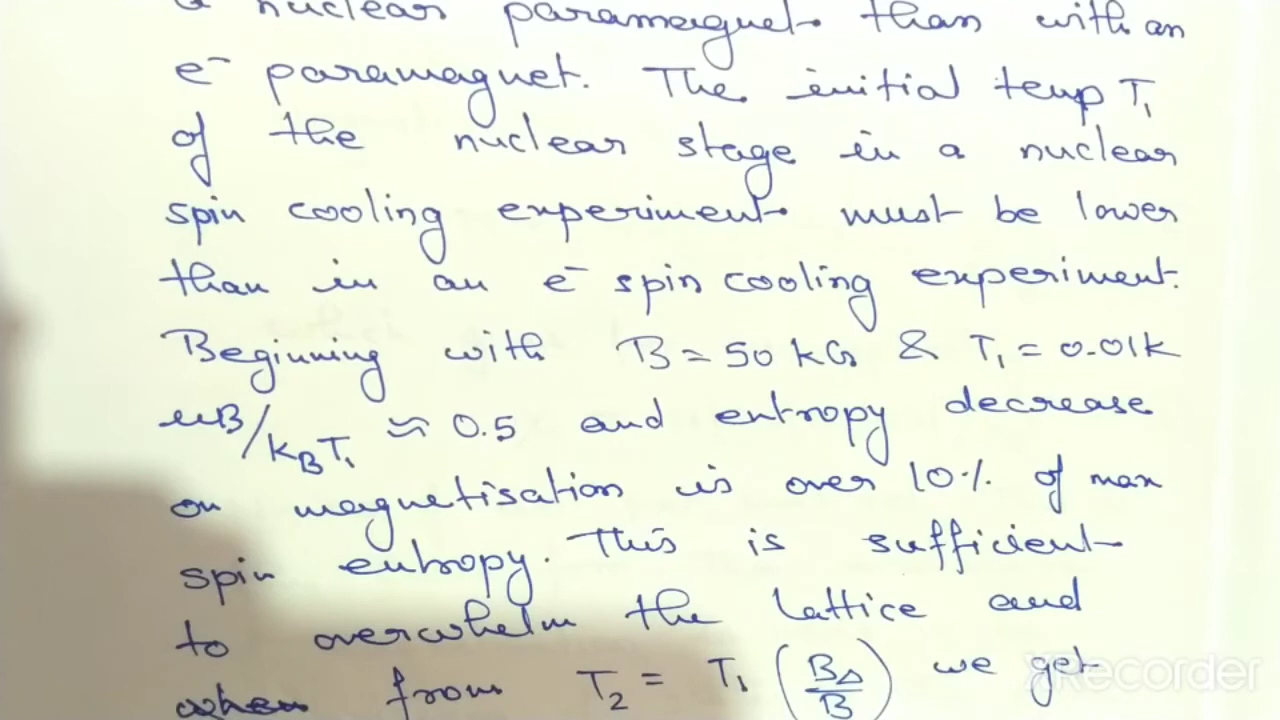 a nuclear paramagnet than with an
e⁻ paramagnet. The initial temp T₁
of the nuclear stage in a nuclear
spin cooling experiment must be lower
than in an e⁻ spin cooling experiment.
Beginning with B = 50 kG & T₁ = 0.01K
μB/k_BT₁ ≈ 0.5 and entropy decrease
on magnetisation is over 10% of max
spin entropy. This is sufficient
to overwhelm the lattice and
from T₂ = T₁ (B_Δ/B) we get
XRecorder